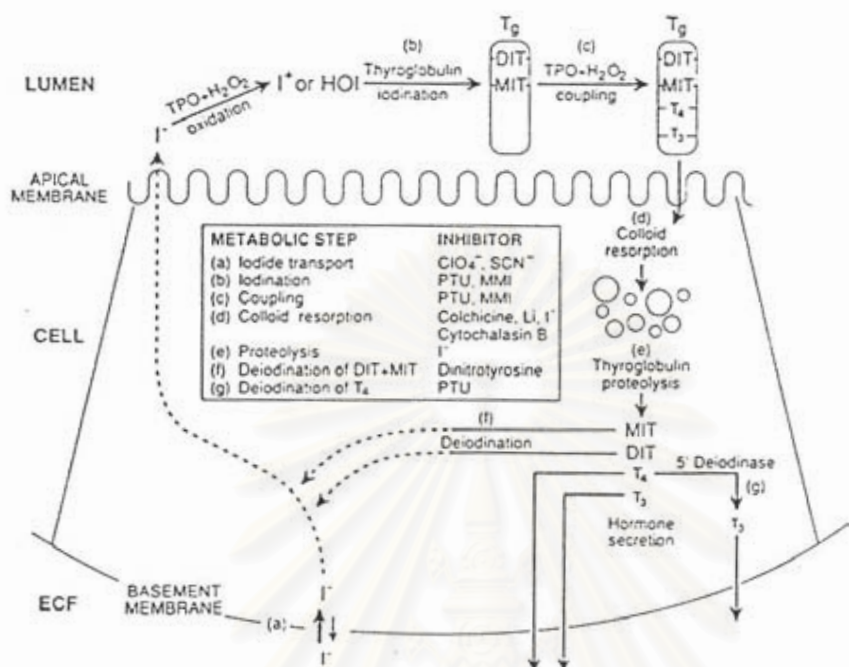 Tg
Tg
(b)
(c)
LUMEN
I⁻
TPO+H₂O₂
oxidation
I⁺ or HOI
Thyroglobulin
iodination
DIT
MIT
TPO+H₂O₂
coupling
DIT
MIT
T₄
T₃
APICAL
MEMBRANE
(d)
Colloid
resorption
METABOLIC STEP INHIBITOR
(a) Iodide transport ClO₄⁻, SCN⁻
(b) Iodination PTU, MMI
(c) Coupling PTU, MMI
(d) Colloid resorption Colchicine, Li, I⁻
Cytochalasin B
(e) Proteolysis I⁻
(f) Deiodination of DIT+MIT Dinitrotyrosine
(g) Deiodination of T₄ PTU
CELL
(e)
Thyroglobulin
proteolysis
(f)
MIT
Deiodination
DIT
T₄
5' Deiodinase
(g)
T₃
Hormone
secretion
T₃
ECF
BASEMENT
MEMBRANE
I⁻
(a)
I⁻